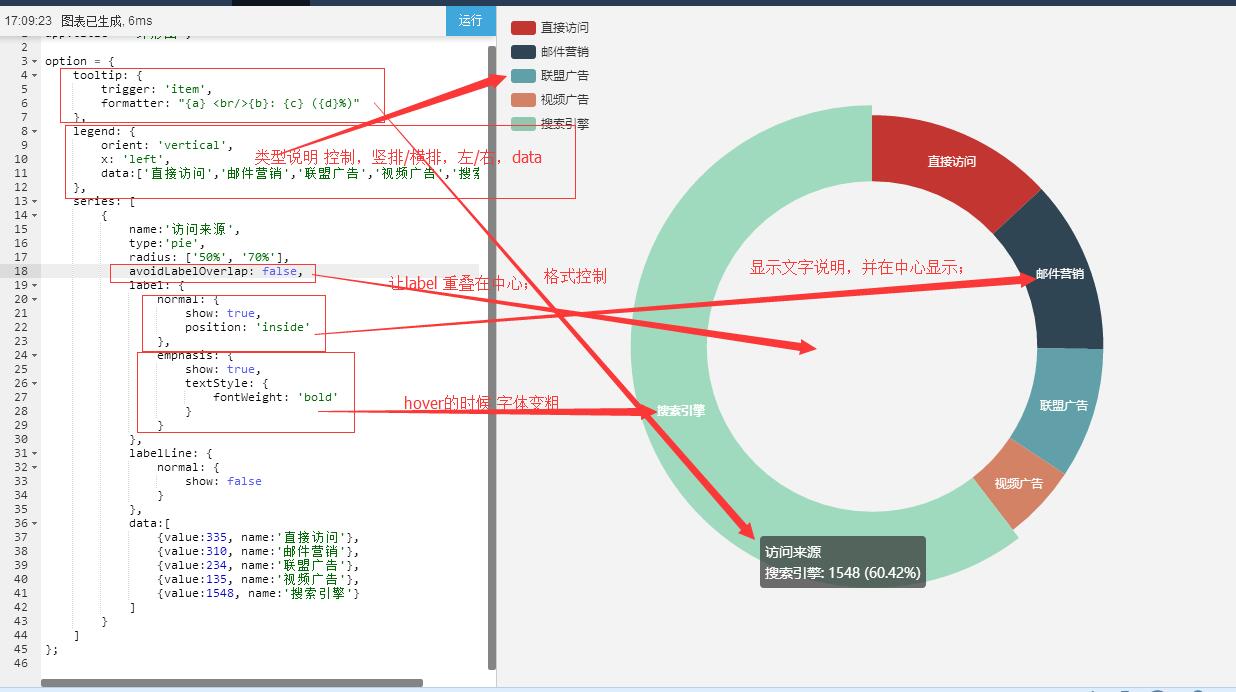 17:09:23 图表已生成, 6ms
运行
2
3 option = {
4 tooltip: {
5 trigger: 'item',
6 formatter: "{a} <br/>{b}: {c} ({d}%)"
7 },
8 legend: {
9 orient: 'vertical',
10 x: 'left',
11 data:['直接访问','邮件营销','联盟广告','视频广告','搜索
12 },
13 series: [
14 {
15 name:'访问来源',
16 type:'pie',
17 radius: ['50%', '70%'],
18 avoidLabelOverlap: false,
19 label: {
20 normal: {
21 show: true,
22 position: 'inside'
23 },
24 emphasis: {
25 show: true,
26 textStyle: {
27 fontWeight: 'bold'
28 }
29 }
30 },
31 labelLine: {
32 normal: {
33 show: false
34 }
35 },
36 data:[
37 {value:335, name:'直接访问'},
38 {value:310, name:'邮件营销'},
39 {value:234, name:'联盟广告'},
40 {value:135, name:'视频广告'},
41 {value:1548, name:'搜索引擎'}
42 ]
43 }
44 ]
45 };
46
类型说明 控制，竖排/横排，左/右，data
让label 重叠在中心；
格式控制
显示文字说明，并在中心显示；
hover的时候 字体变粗
直接访问
邮件营销
联盟广告
视频广告
搜索引擎
直接访问
邮件营销
联盟广告
视频广告
搜索引擎
访问来源
搜索引擎: 1548 (60.42%)